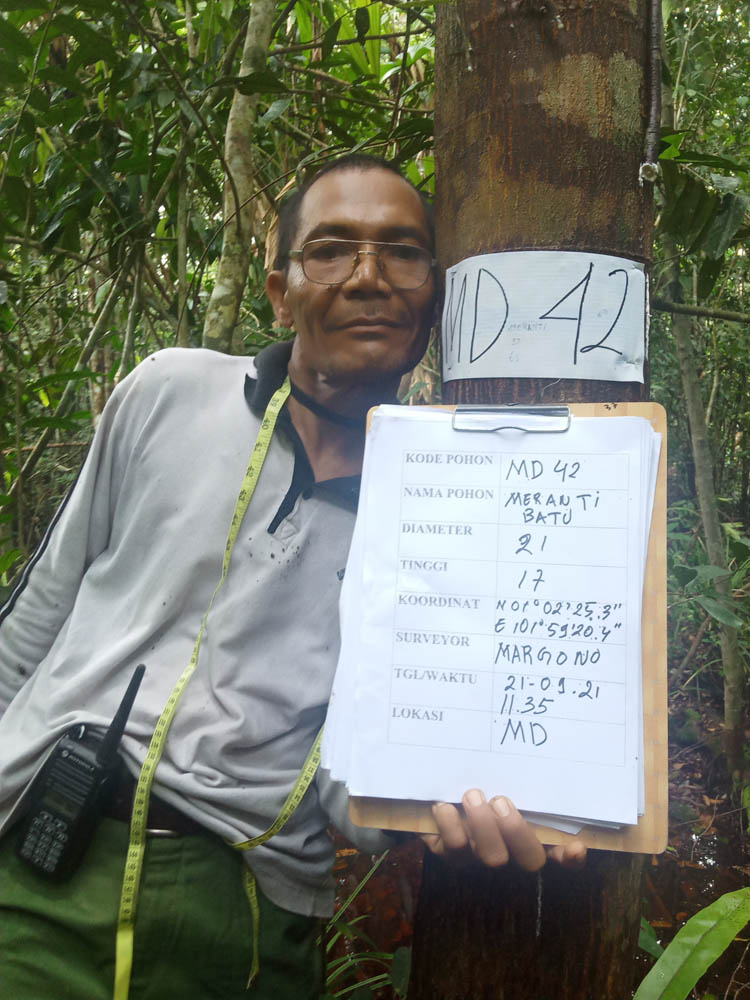 MD 42
KODE POHON MD 42
NAMA POHON MERANTI
BATU
DIAMETER 21
TINGGI 17
KOORDINAT N 01° 02' 25.3"
E 101° 59' 20.4"
SURVEYOR MARGONO
TGL/WAKTU 21-09-21
11.35
LOKASI MD